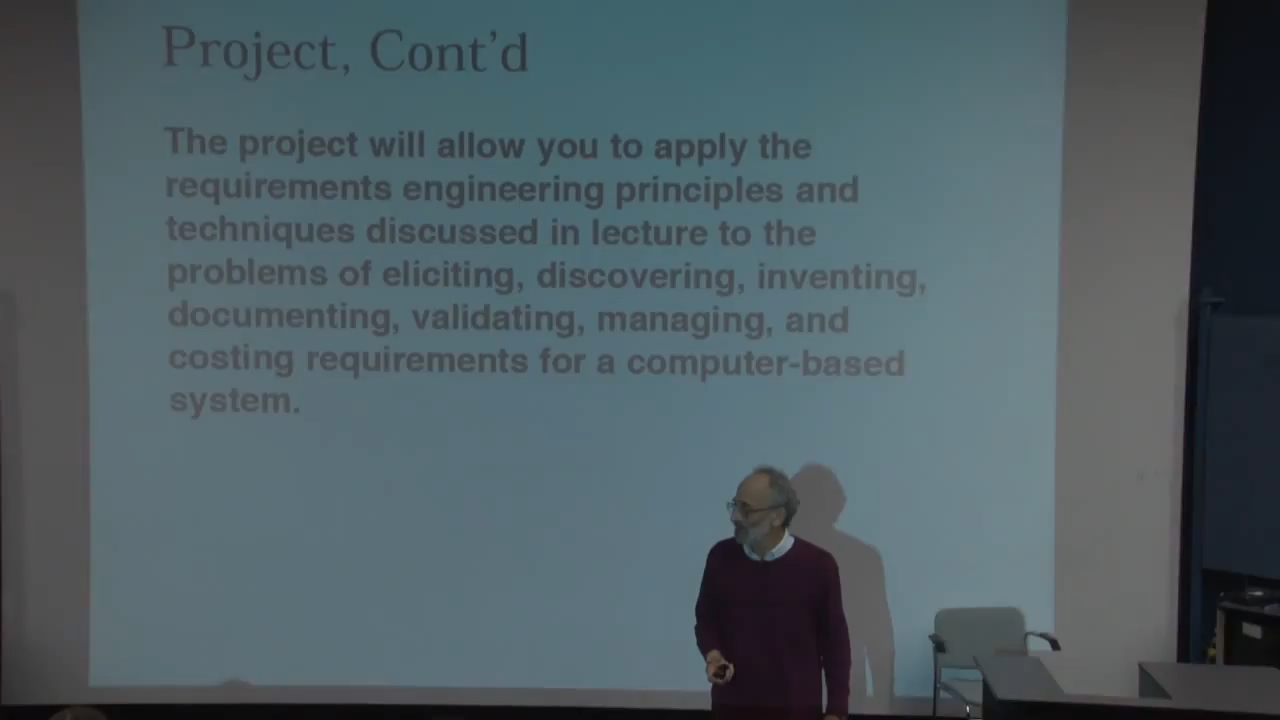 Project, Cont'd
The project will allow you to apply the
requirements engineering principles and
techniques discussed in lecture to the
problems of eliciting, discovering, inventing,
documenting, validating, managing, and
costing requirements for a computer-based
system.